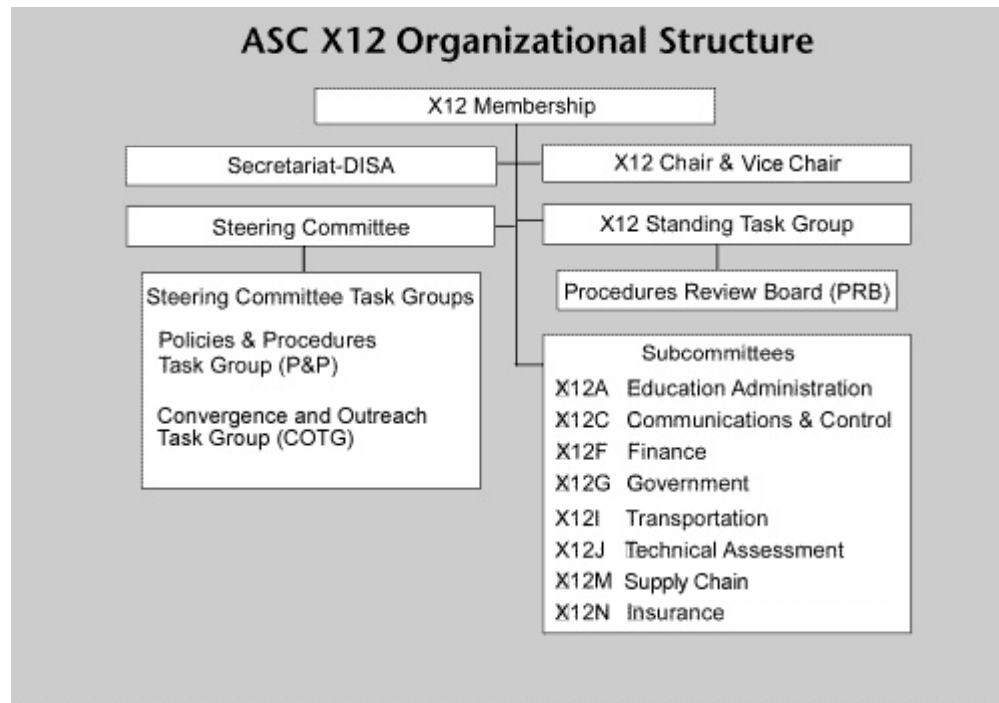 ASC X12 Organizational Structure
X12 Membership
Secretariat-DISA
X12 Chair & Vice Chair
Steering Committee
X12 Standing Task Group
Steering Committee Task Groups
Policies & Procedures
Task Group (P&P)
Convergence and Outreach
Task Group (COTG)
Procedures Review Board (PRB)
Subcommittees
X12A Education Administration
X12C Communications & Control
X12F Finance
X12G Government
X12I Transportation
X12J Technical Assessment
X12M Supply Chain
X12N Insurance